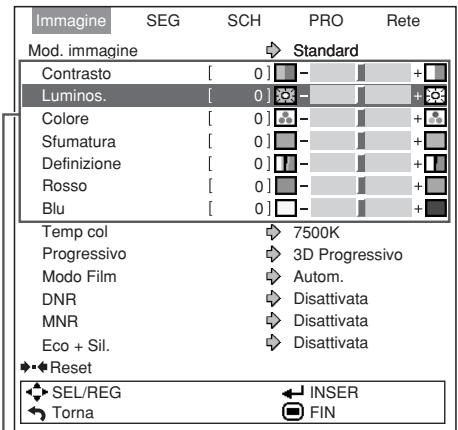 Immagine SEG SCH PRO Rete
Mod. immagine Standard
Contrasto [ 0 ] - +
Luminos. [ 0 ] - +
Colore [ 0 ] - +
Sfumatura [ 0 ] - +
Definizione [ 0 ] - +
Rosso [ 0 ] - +
Blu [ 0 ] - +
Temp col 7500K
Progressivo 3D Progressivo
Modo Film Autom.
DNR Disattivata
MNR Disattivata
Eco + Sil. Disattivata
Reset
SEL/REG INSER
Torna FIN